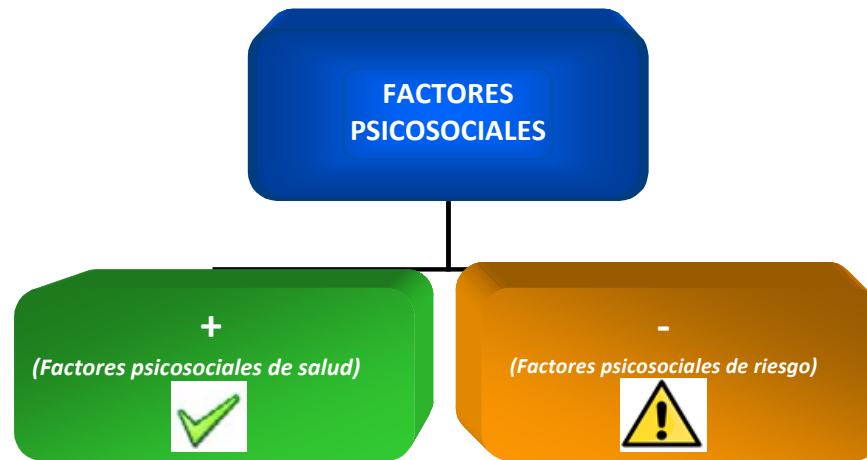 FACTORES
PSICOSOCIALES
+
(Factores psicosociales de salud)
-
(Factores psicosociales de riesgo)